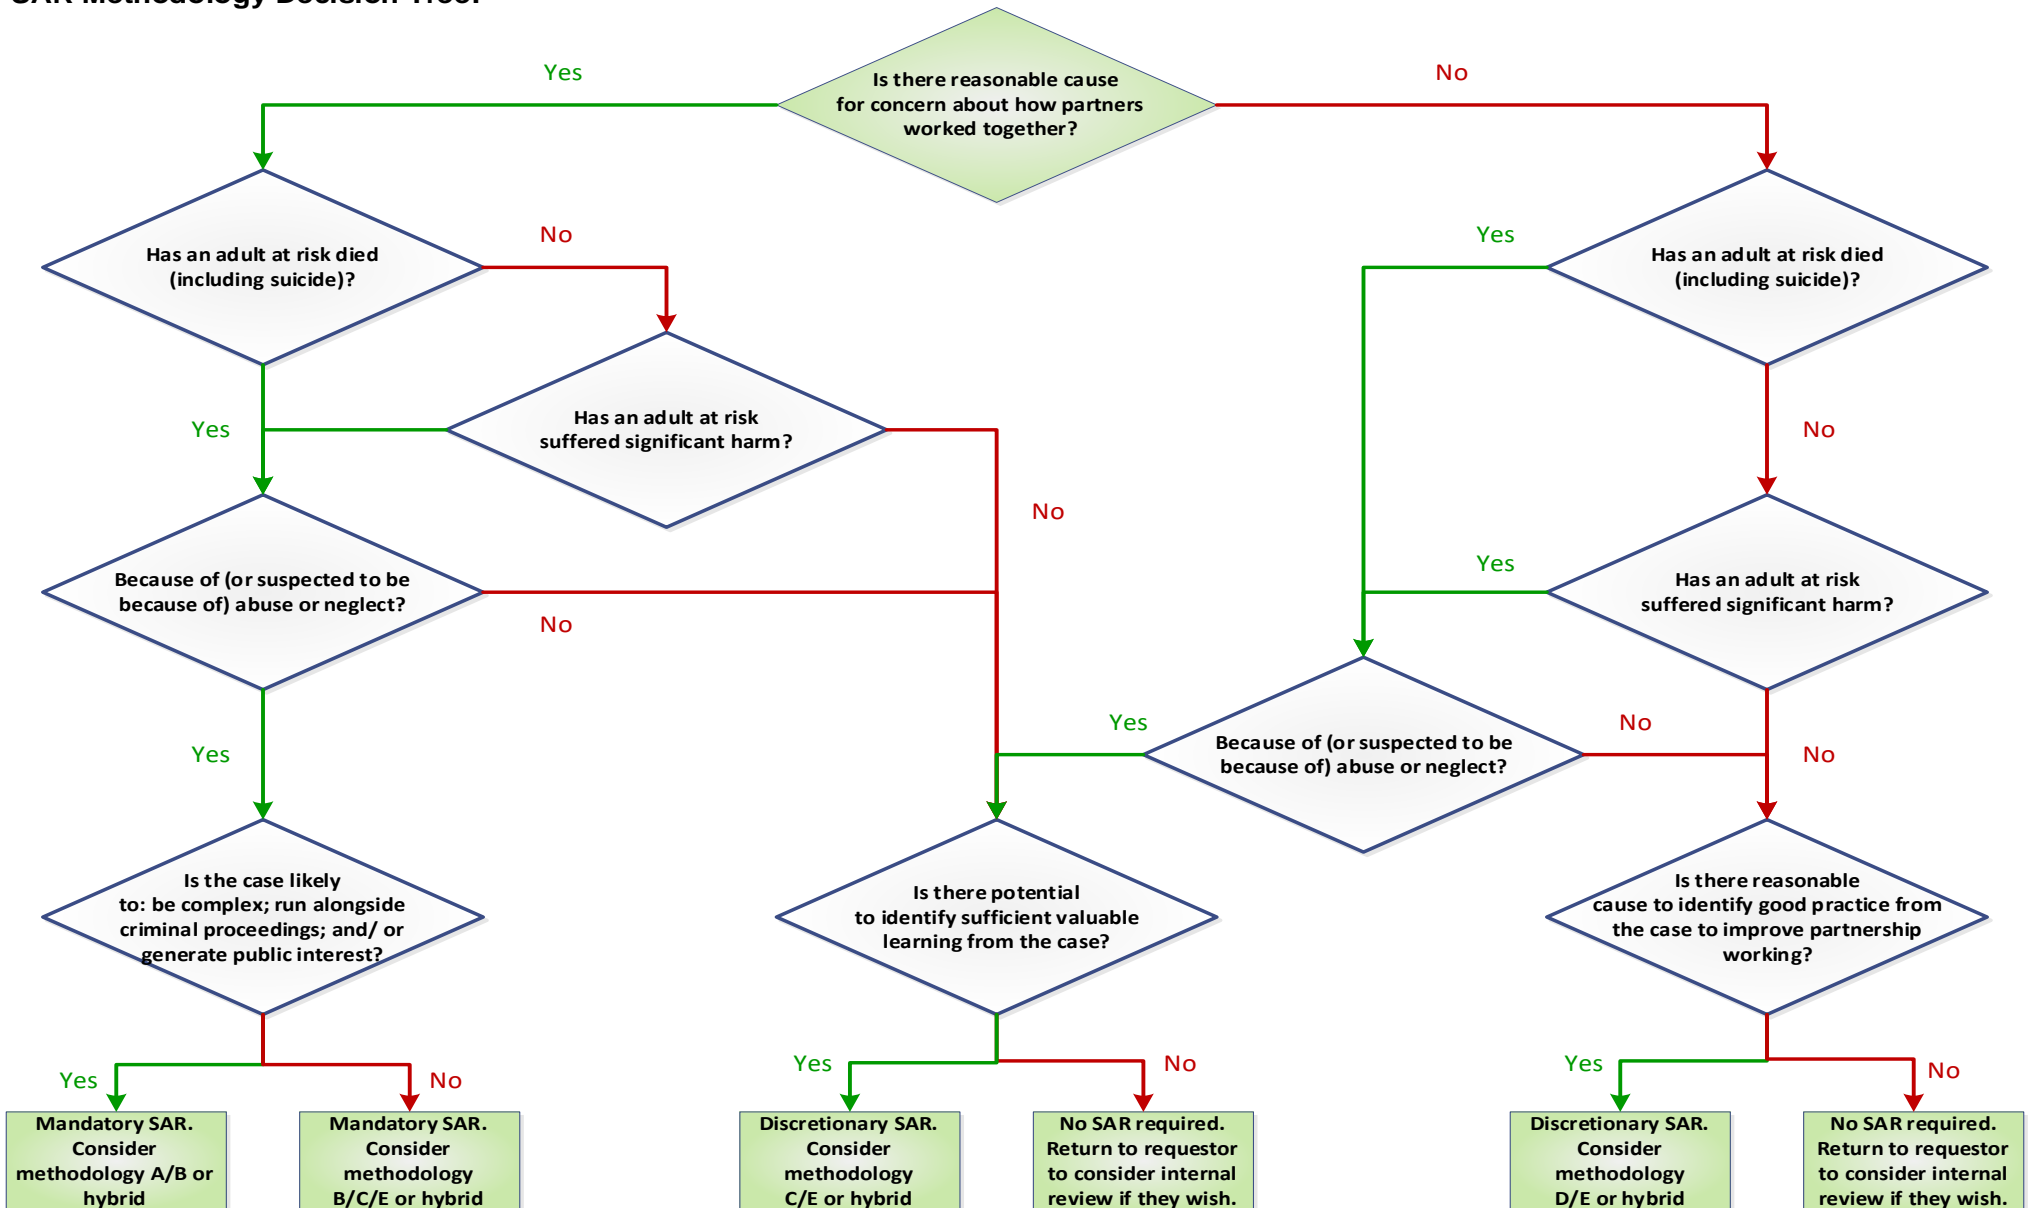 SAR Methodology Decision Tree:
Is there reasonable cause
for concern about how partners
worked together?
Yes
No
Has an adult at risk died
(including suicide)?
No
Yes
Has an adult at risk died
(including suicide)?
Has an adult at risk
suffered significant harm?
Yes
No
No
Yes
Has an adult at risk
suffered significant harm?
Because of (or suspected to be
because of) abuse or neglect?
No
Yes
Because of (or suspected to be
because of) abuse or neglect?
Yes
No
No
Is the case likely
to: be complex; run alongside
criminal proceedings; and/ or
generate public interest?
Is there potential
to identify sufficient valuable
learning from the case?
Is there reasonable
cause to identify good practice from
the case to improve partnership
working?
Yes
No
Yes
No
Yes
No
Mandatory SAR.
Consider
methodology A/B or
hybrid
Mandatory SAR.
Consider
methodology
B/C/E or hybrid
Discretionary SAR.
Consider
methodology
C/E or hybrid
No SAR required.
Return to requestor
to consider internal
review if they wish.
Discretionary SAR.
Consider
methodology
D/E or hybrid
No SAR required.
Return to requestor
to consider internal
review if they wish.